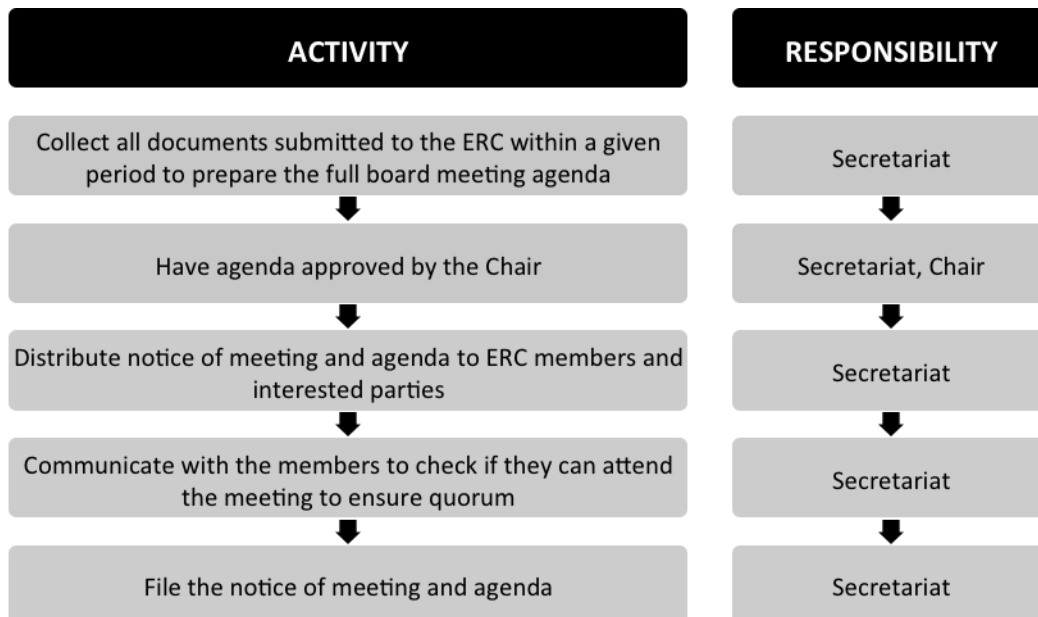 ACTIVITY
RESPONSIBILITY
Collect all documents submitted to the ERC within a given
period to prepare the full board meeting agenda
Secretariat
Have agenda approved by the Chair
Secretariat, Chair
Distribute notice of meeting and agenda to ERC members and
interested parties
Secretariat
Communicate with the members to check if they can attend
the meeting to ensure quorum
Secretariat
File the notice of meeting and agenda
Secretariat